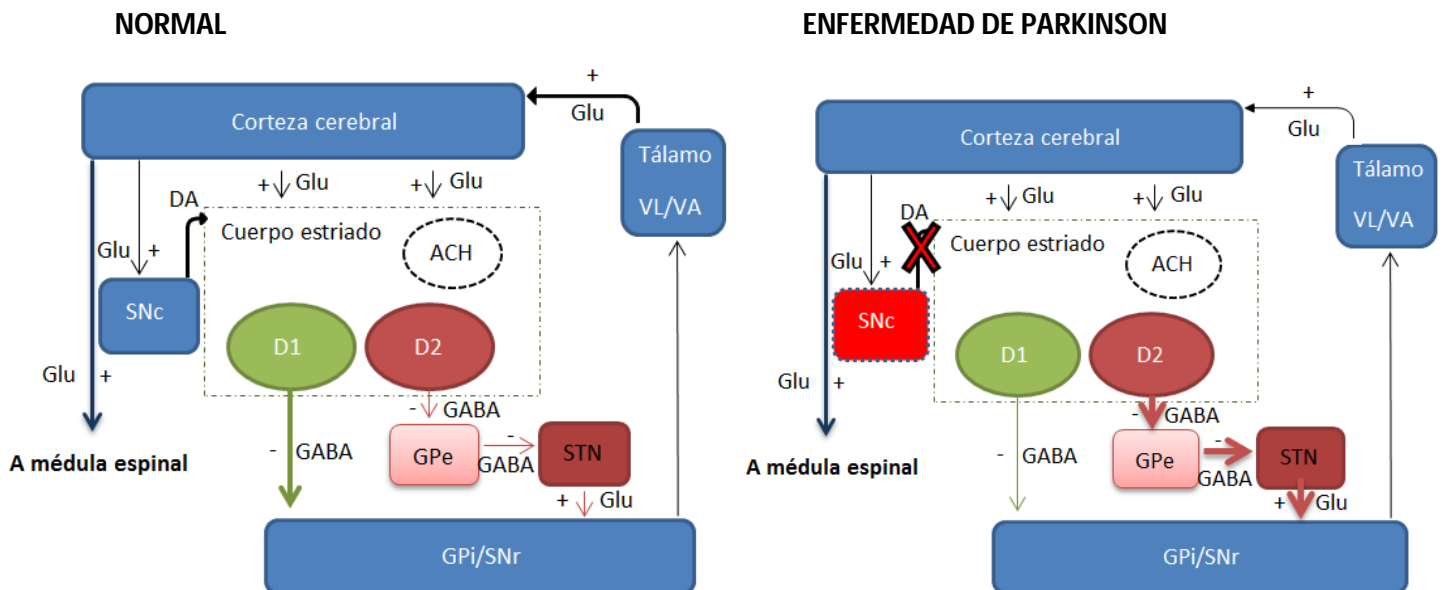 NORMAL
+
Glu
Corteza cerebral
Tálamo
VL/VA
+ Glu
+ Glu
DA
Cuerpo estriado
ACH
Glu +
SNc
D1
D2
Glu +
- GABA
-
GABA
GPe
STN
A médula espinal
- GABA
+ Glu
GPi/SNr
ENFERMEDAD DE PARKINSON
+
Glu
Corteza cerebral
Tálamo
VL/VA
+ Glu
+ Glu
DA
Cuerpo estriado
ACH
Glu +
SNc
D1
D2
Glu +
- GABA
-
GABA
GPe
STN
A médula espinal
- GABA
+ Glu
GPi/SNr